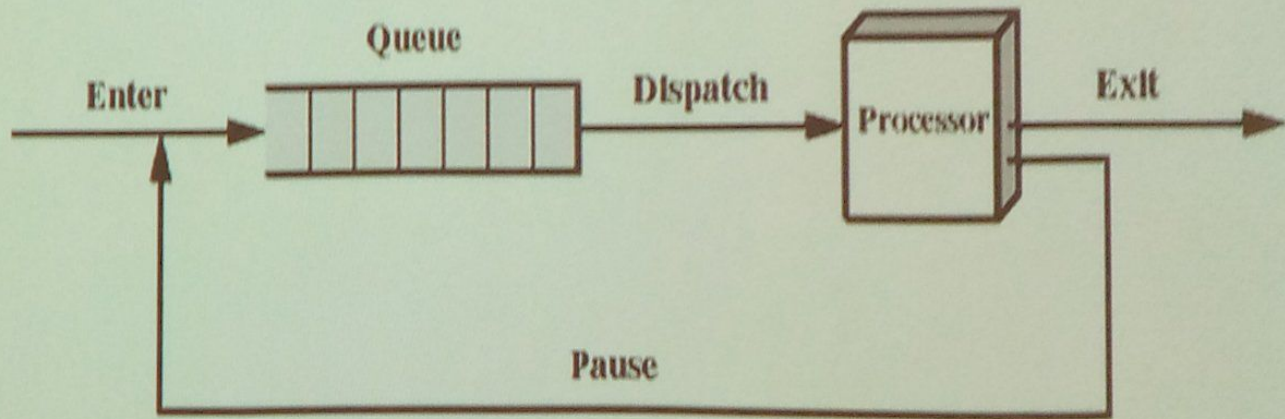 Queue
Enter
Dispatch
Processor
Exit
Pause